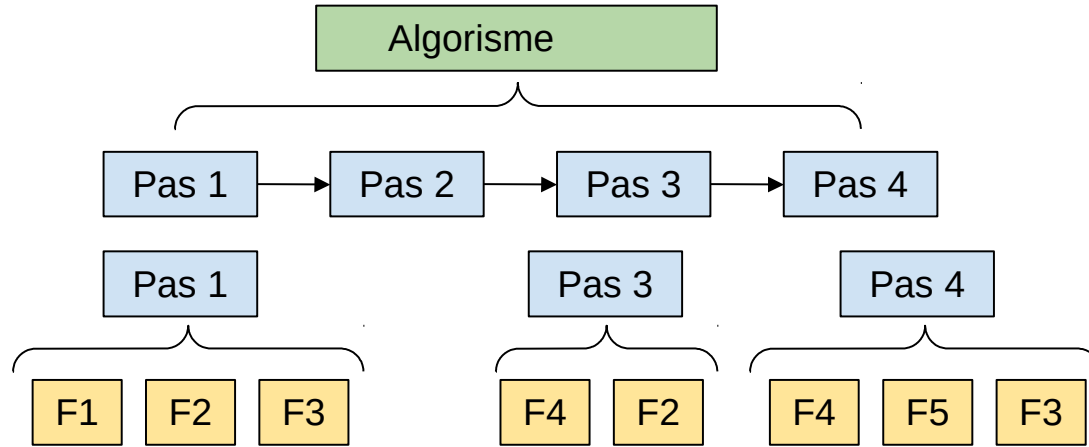 Algorisme
Pas 1 Pas 2 Pas 3 Pas 4
Pas 1 Pas 3 Pas 4
F1 F2 F3 F4 F2 F4 F5 F3